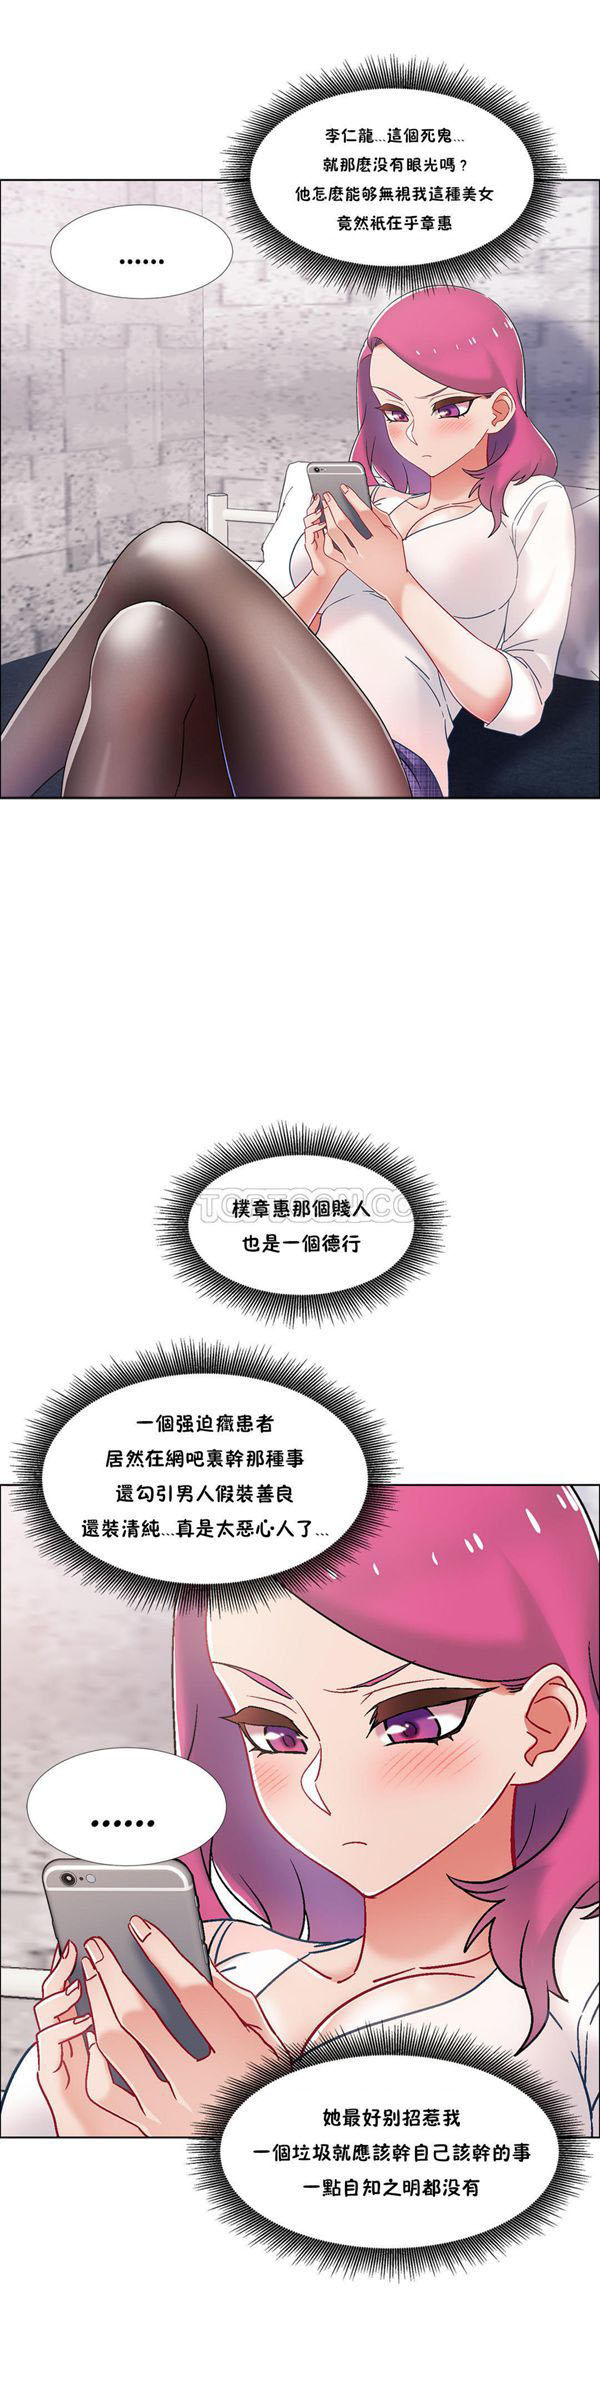 李仁龍...這個死鬼...
就那麽没有眼光嗎？
他怎麽能够無視我這種美女
竟然衹在乎章惠
......
TOPTOON.CO
樸章惠那個賤人
也是一個德行
一個强迫癥患者
居然在網吧裏幹那種事
還勾引男人假裝善良
還裝清純...真是太惡心人了...
......
她最好别招惹我
一個垃圾就應該幹自己該幹的事
一點自知之明都没有